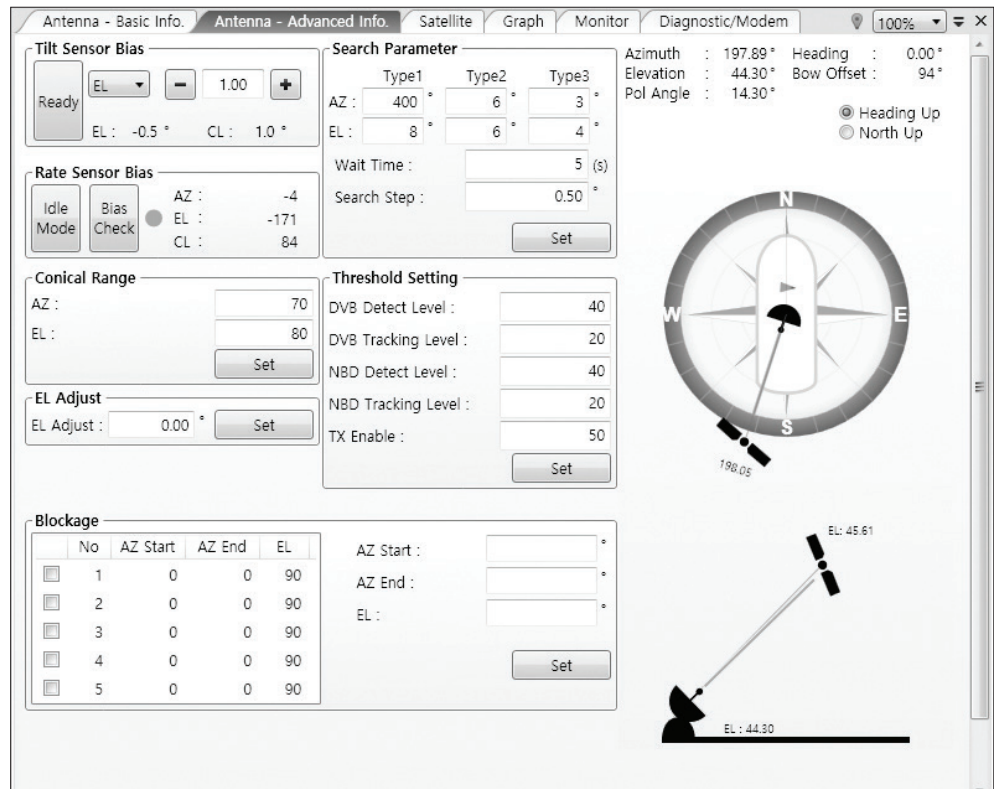 Antenna - Basic Info. Antenna - Advanced Info. Satellite Graph Monitor Diagnostic/Modem 100%
Tilt Sensor Bias
Ready EL 1.00
EL : -0.5 ° CL : 1.0 °
Rate Sensor Bias
Idle Mode Bias Check
AZ : -4
EL : -171
CL : 84
Conical Range
AZ : 70
EL : 80
Set
EL Adjust
EL Adjust : 0.00 ° Set
Search Parameter
Type1 Type2 Type3
AZ : 400 ° 6 ° 3 °
EL : 8 ° 6 ° 4 °
Wait Time : 5 (s)
Search Step : 0.50 °
Set
Threshold Setting
DVB Detect Level : 40
DVB Tracking Level : 20
NBD Detect Level : 40
NBD Tracking Level : 20
TX Enable : 50
Set
Blockage
No AZ Start AZ End EL
1 0 0 90
2 0 0 90
3 0 0 90
4 0 0 90
5 0 0 90
AZ Start : °
AZ End : °
EL : °
Set
Azimuth : 197.89 ° Heading : 0.00 °
Elevation : 44.30 ° Bow Offset : 94 °
Pol Angle : 14.30 °
Heading Up
North Up
N
W E
S
198.05
EL: 45.61
EL : 44.30